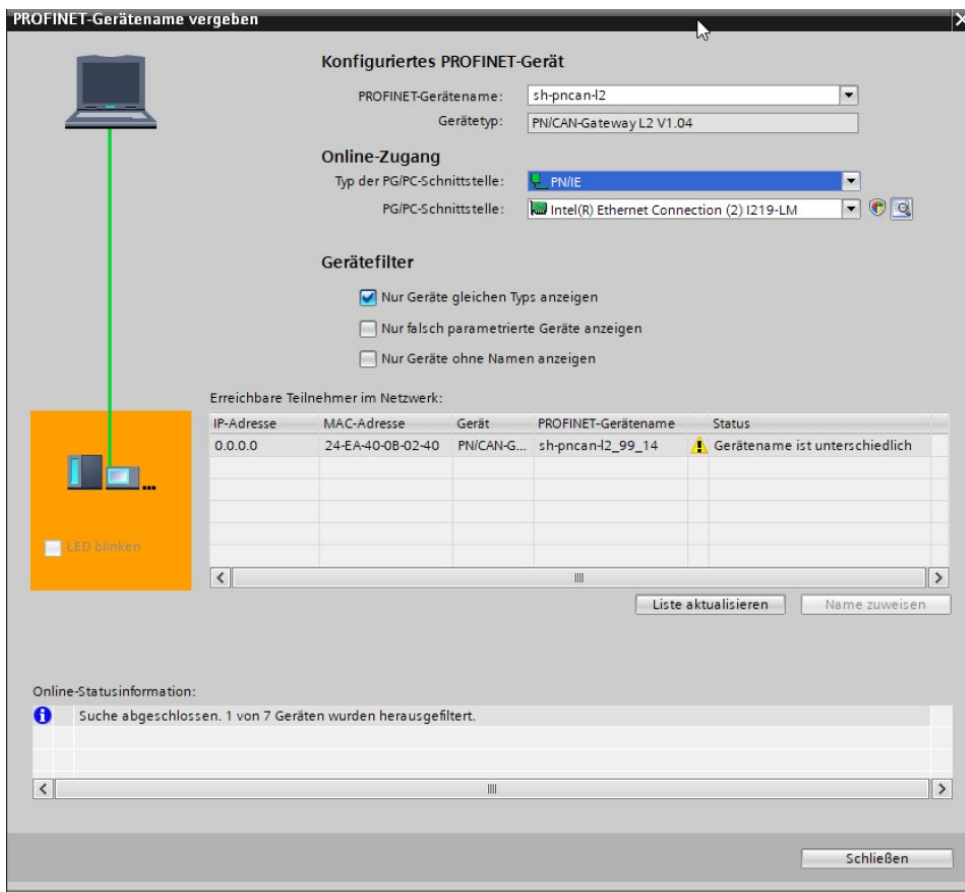 PROFINET-Gerätename vergeben
Konfiguriertes PROFINET-Gerät
PROFINET-Gerätename: sh-pncan-l2
Gerätetyp: PN/CAN-Gateway L2 V1.04
Online-Zugang
Typ der PG/PC-Schnittstelle: PN/IE
PG/PC-Schnittstelle: Intel(R) Ethernet Connection (2) I219-LM
Gerätefilter
Nur Geräte gleichen Typs anzeigen
Nur falsch parametrierte Geräte anzeigen
Nur Geräte ohne Namen anzeigen
Erreichbare Teilnehmer im Netzwerk:
IP-Adresse MAC-Adresse Gerät PROFINET-Gerätename Status
0.0.0.0 24-EA-40-0B-02-40 PN/CAN-G... sh-pncan-l2_99_14 Gerätename ist unterschiedlich
LED blinken
Liste aktualisieren Name zuweisen
Online-Statusinformation:
Suche abgeschlossen. 1 von 7 Geräten wurden herausgefiltert.
Schließen